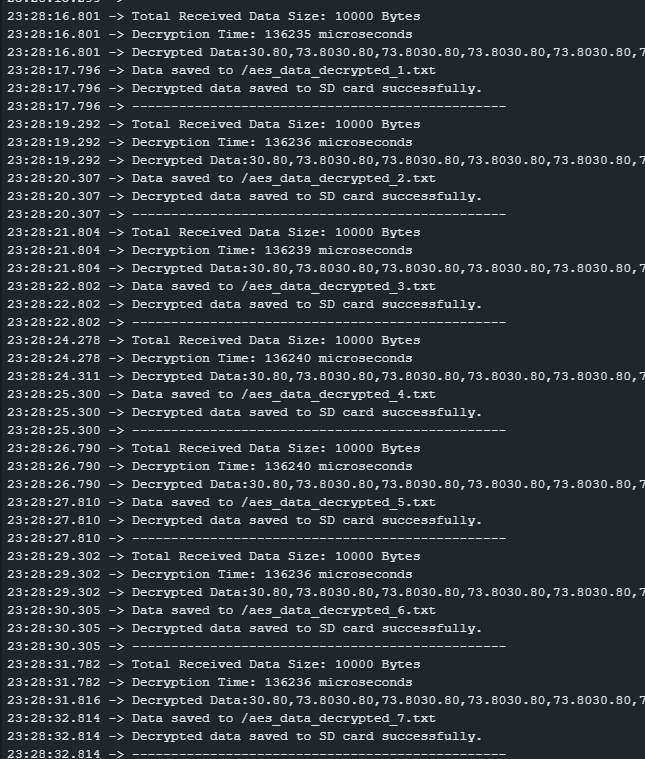 23:28:16.801 -> Total Received Data Size: 10000 Bytes
23:28:16.801 -> Decryption Time: 136235 microseconds
23:28:16.801 -> Decrypted Data:30.80,73.8030.80,73.8030.80,73.8030.80,73.8030.80,7
23:28:17.796 -> Data saved to /aes_data_decrypted_1.txt
23:28:17.796 -> Decrypted data saved to SD card successfully.
23:28:17.796 -> ------------------------------------------------
23:28:19.292 -> Total Received Data Size: 10000 Bytes
23:28:19.292 -> Decryption Time: 136236 microseconds
23:28:19.292 -> Decrypted Data:30.80,73.8030.80,73.8030.80,73.8030.80,73.8030.80,7
23:28:20.307 -> Data saved to /aes_data_decrypted_2.txt
23:28:20.307 -> Decrypted data saved to SD card successfully.
23:28:20.307 -> ------------------------------------------------
23:28:21.804 -> Total Received Data Size: 10000 Bytes
23:28:21.804 -> Decryption Time: 136239 microseconds
23:28:21.804 -> Decrypted Data:30.80,73.8030.80,73.8030.80,73.8030.80,73.8030.80,7
23:28:22.802 -> Data saved to /aes_data_decrypted_3.txt
23:28:22.802 -> Decrypted data saved to SD card successfully.
23:28:22.802 -> ------------------------------------------------
23:28:24.278 -> Total Received Data Size: 10000 Bytes
23:28:24.278 -> Decryption Time: 136240 microseconds
23:28:24.311 -> Decrypted Data:30.80,73.8030.80,73.8030.80,73.8030.80,73.8030.80,7
23:28:25.300 -> Data saved to /aes_data_decrypted_4.txt
23:28:25.300 -> Decrypted data saved to SD card successfully.
23:28:25.300 -> ------------------------------------------------
23:28:26.790 -> Total Received Data Size: 10000 Bytes
23:28:26.790 -> Decryption Time: 136240 microseconds
23:28:26.790 -> Decrypted Data:30.80,73.8030.80,73.8030.80,73.8030.80,73.8030.80,7
23:28:27.810 -> Data saved to /aes_data_decrypted_5.txt
23:28:27.810 -> Decrypted data saved to SD card successfully.
23:28:27.810 -> ------------------------------------------------
23:28:29.302 -> Total Received Data Size: 10000 Bytes
23:28:29.302 -> Decryption Time: 136236 microseconds
23:28:29.302 -> Decrypted Data:30.80,73.8030.80,73.8030.80,73.8030.80,73.8030.80,7
23:28:30.305 -> Data saved to /aes_data_decrypted_6.txt
23:28:30.305 -> Decrypted data saved to SD card successfully.
23:28:30.305 -> ------------------------------------------------
23:28:31.782 -> Total Received Data Size: 10000 Bytes
23:28:31.782 -> Decryption Time: 136236 microseconds
23:28:31.816 -> Decrypted Data:30.80,73.8030.80,73.8030.80,73.8030.80,73.8030.80,7
23:28:32.814 -> Data saved to /aes_data_decrypted_7.txt
23:28:32.814 -> Decrypted data saved to SD card successfully.
23:28:32.814 -> ------------------------------------------------